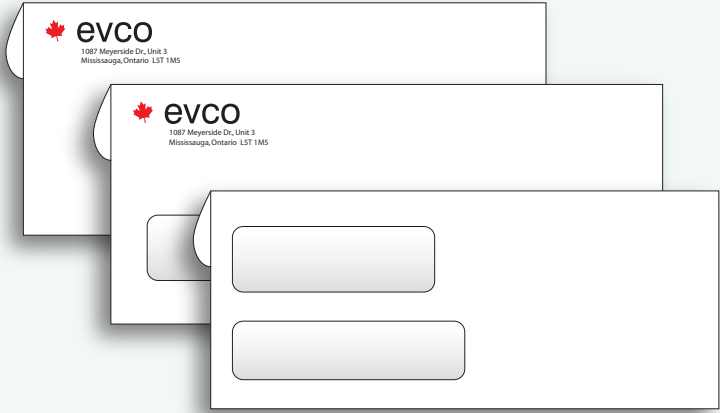 evco
1087 Meyerside Dr., Unit 3
Mississauga, Ontario  L5T 1M5
evco
1087 Meyerside Dr., Unit 3
Mississauga, Ontario  L5T 1M5